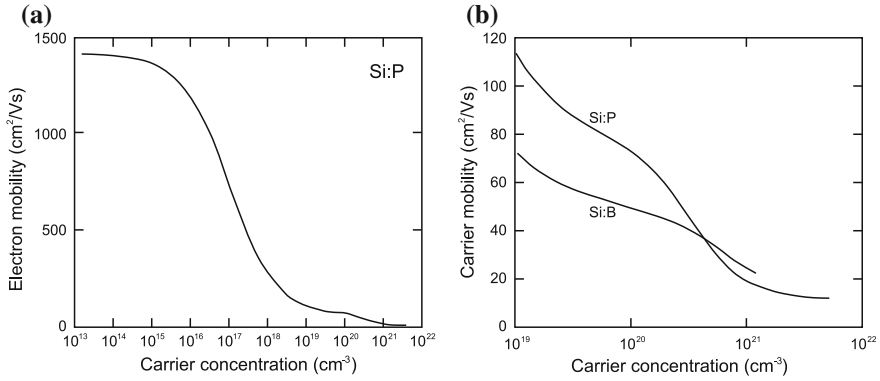 (a)
1500
1000
500
0
Electron mobility (cm²/Vs)
Si:P
10¹³ 10¹⁴ 10¹⁵ 10¹⁶ 10¹⁷ 10¹⁸ 10¹⁹ 10²⁰ 10²¹ 10²²
Carrier concentration (cm⁻³)
(b)
120
100
80
60
40
20
0
Carrier mobility (cm²/Vs)
Si:P
Si:B
10¹⁹ 10²⁰ 10²¹ 10²²
Carrier concentration (cm⁻³)